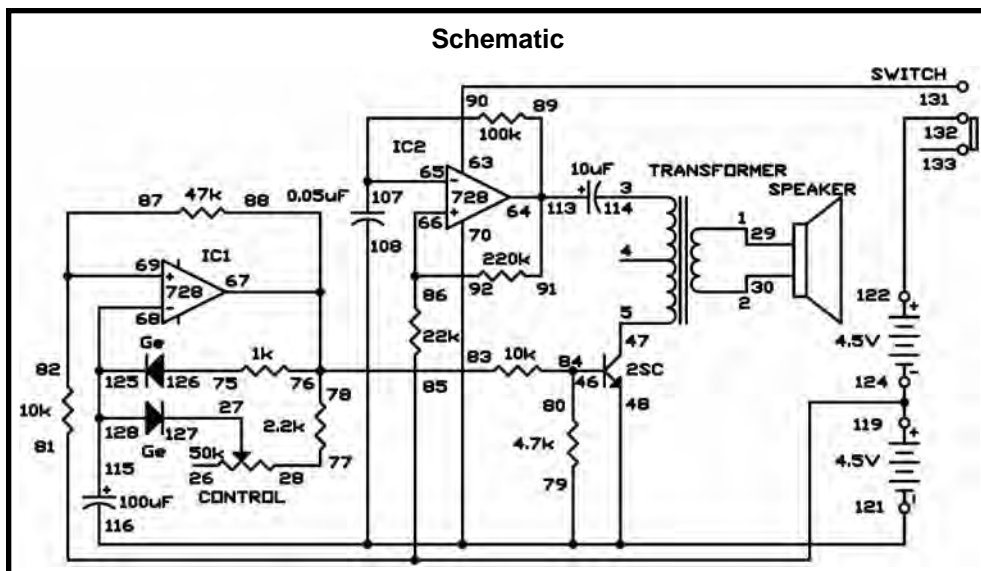 Schematic
SWITCH
131
132
133
90 89
100k
IC2
63
65 107
728
66
64
70
113
10uF
+
3
114
TRANSFORMER
SPEAKER
4
1
29
30
2
5
47
0.05uF
108
87 47k 88
IC1
69
+
728
67
68
-
220k
92 91
86
22k
85
Ge
125 126
1k
75 76
83 10k 84
46
2SC
48
80
4.7k
79
78
2.2k
77
82
10k
81
27
128 127
Ge
50k
26 28
CONTROL
115
+
100uF
116
122
+
4.5V
-
124
119
+
4.5V
121